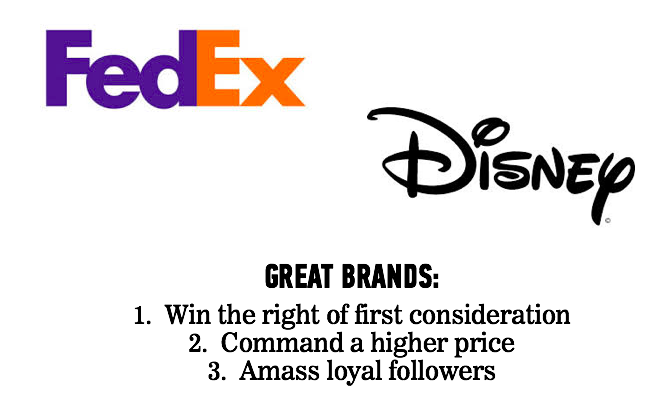 FedEx
Disney
©
GREAT BRANDS:
1. Win the right of first consideration
2. Command a higher price
3. Amass loyal followers